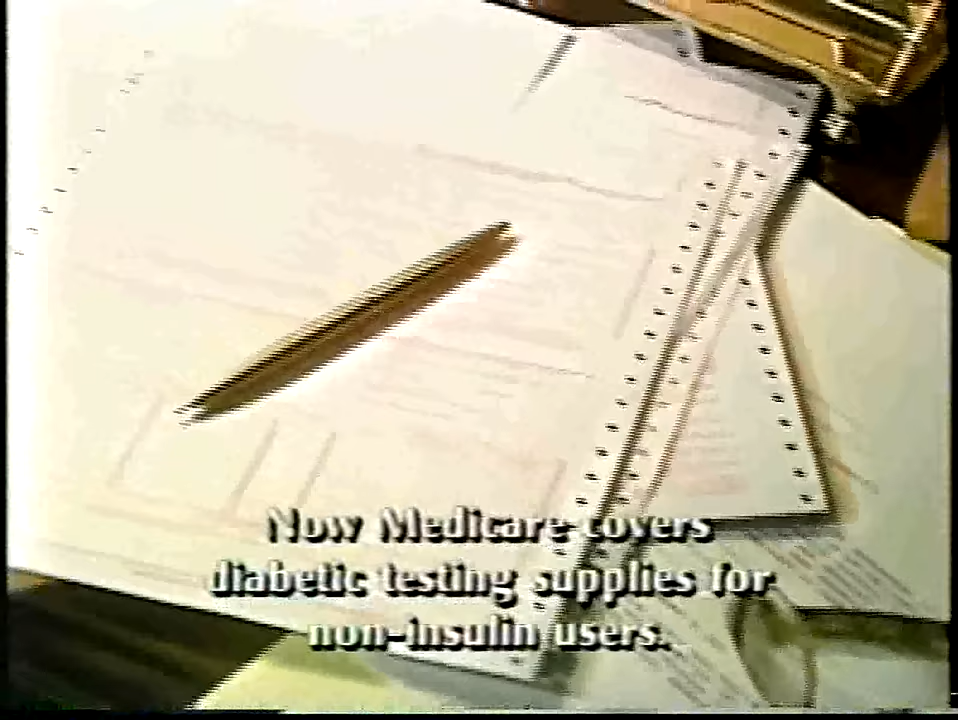 Now Medicare covers
diabetic testing supplies for
non-insulin users.